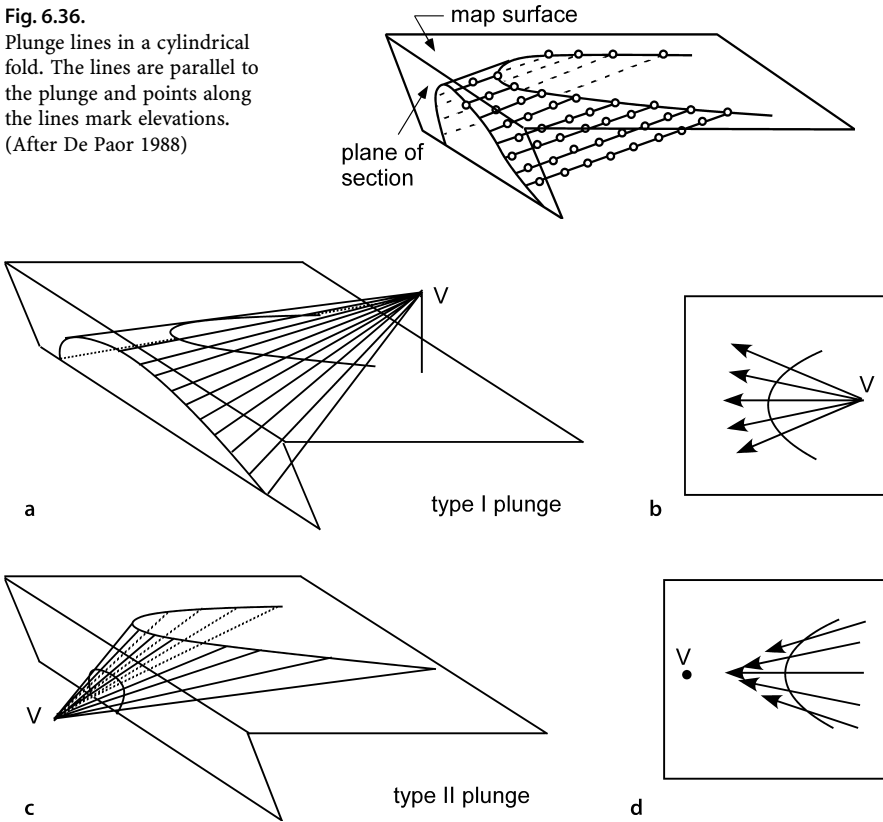 Fig. 6.36.
Plunge lines in a cylindrical
fold. The lines are parallel to
the plunge and points along
the lines mark elevations.
(After De Paor 1988)
map surface
plane of
section
V
a
type I plunge
V
b
V
c
type II plunge
V
d